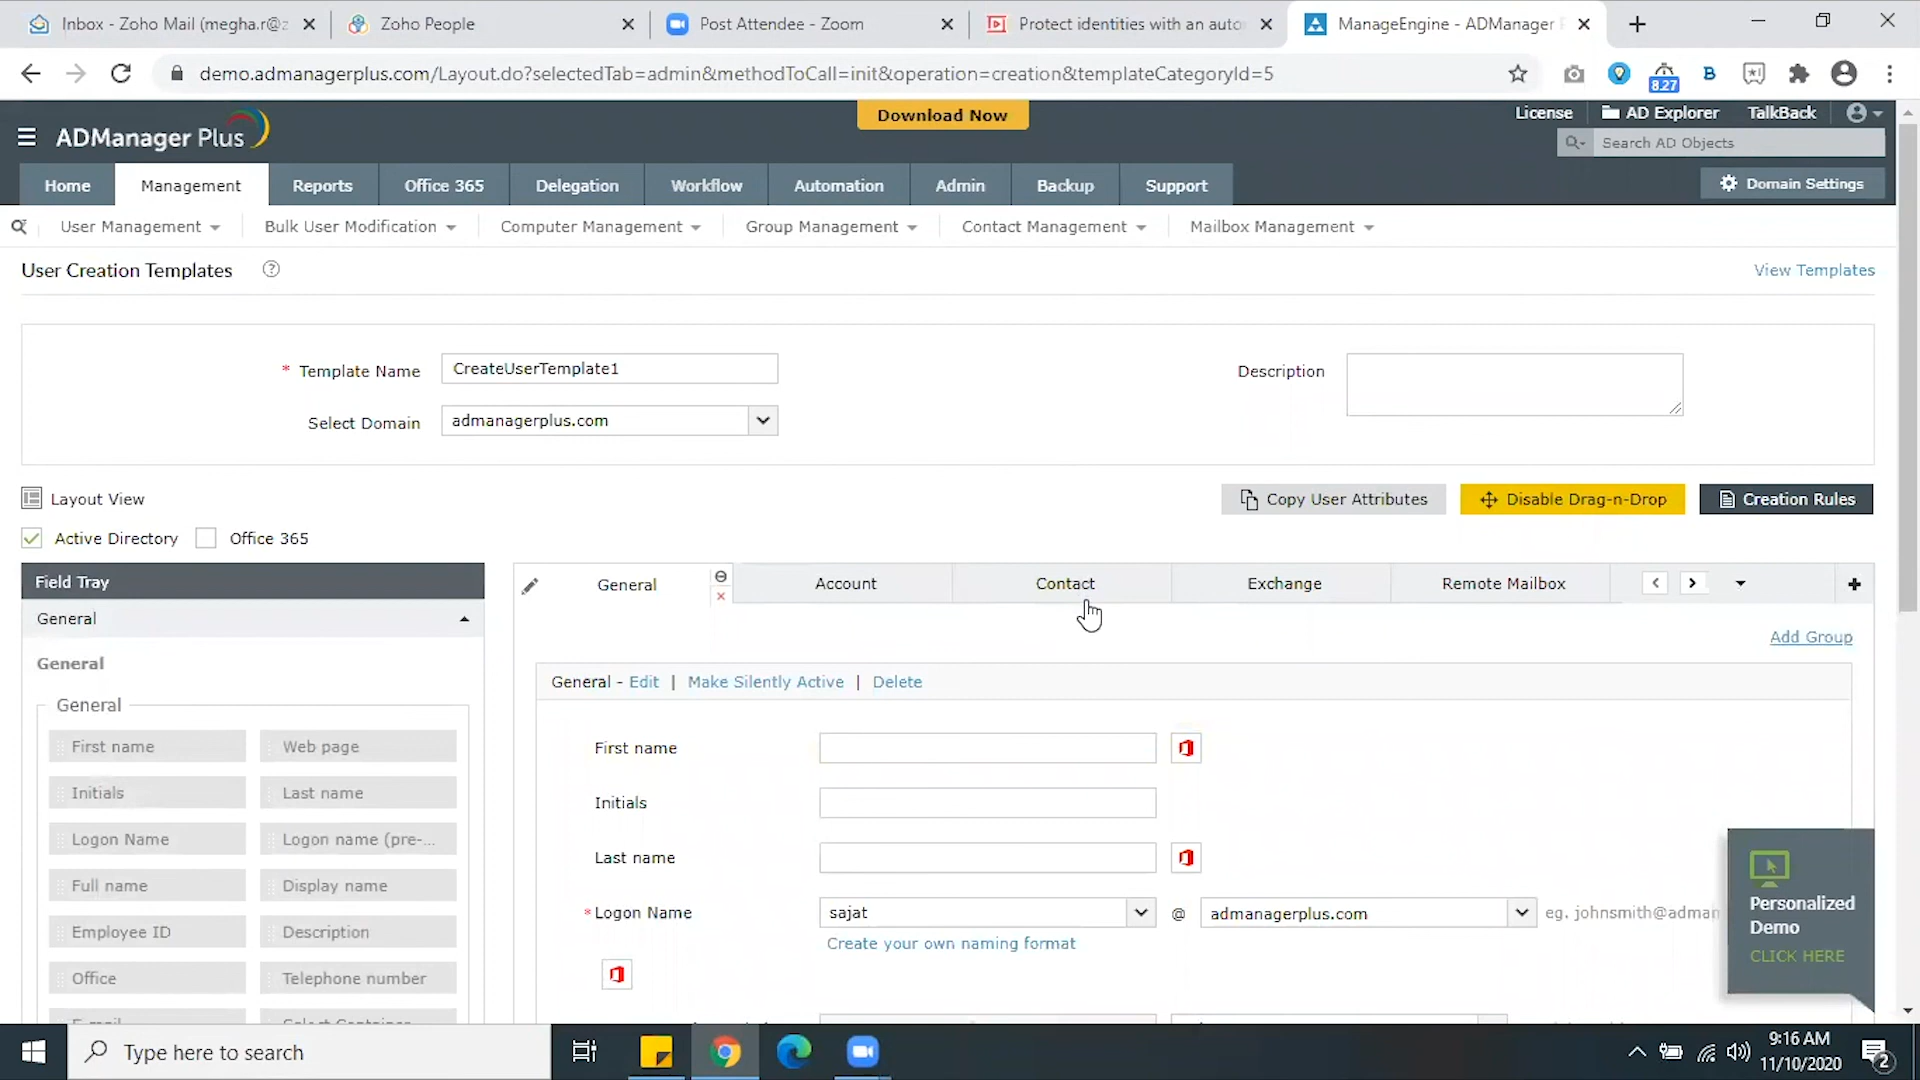 Inbox - Zoho Mail (megha.r@z
Zoho People
Post Attendee - Zoom
Protect identities with an auto
ManageEngine - ADManager P
demo.admanagerplus.com/Layout.do?selectedTab=admin&methodToCall=init&operation=creation&templateCategoryId=5
8.27
B
ADManager Plus
Download Now
License
AD Explorer
TalkBack
Search AD Objects
Home
Management
Reports
Office 365
Delegation
Workflow
Automation
Admin
Backup
Support
Domain Settings
User Management
Bulk User Modification
Computer Management
Group Management
Contact Management
Mailbox Management
User Creation Templates
View Templates
* Template Name
CreateUserTemplate1
Description
Select Domain
admanagerplus.com
Layout View
Copy User Attributes
Disable Drag-n-Drop
Creation Rules
Active Directory
Office 365
Field Tray
General
Account
Contact
Exchange
Remote Mailbox
General
Add Group
General
General - Edit | Make Silently Active | Delete
General
First name
Web page
Initials
Last name
Logon Name
Logon name (pre-...
Full name
Display name
Employee ID
Description
Office
Telephone number
First name
Initials
Last name
* Logon Name
sajat
@
admanagerplus.com
eg. johnsmith@adman
Create your own naming format
Personalized
Demo
CLICK HERE
Type here to search
9:16 AM
11/10/2020
2